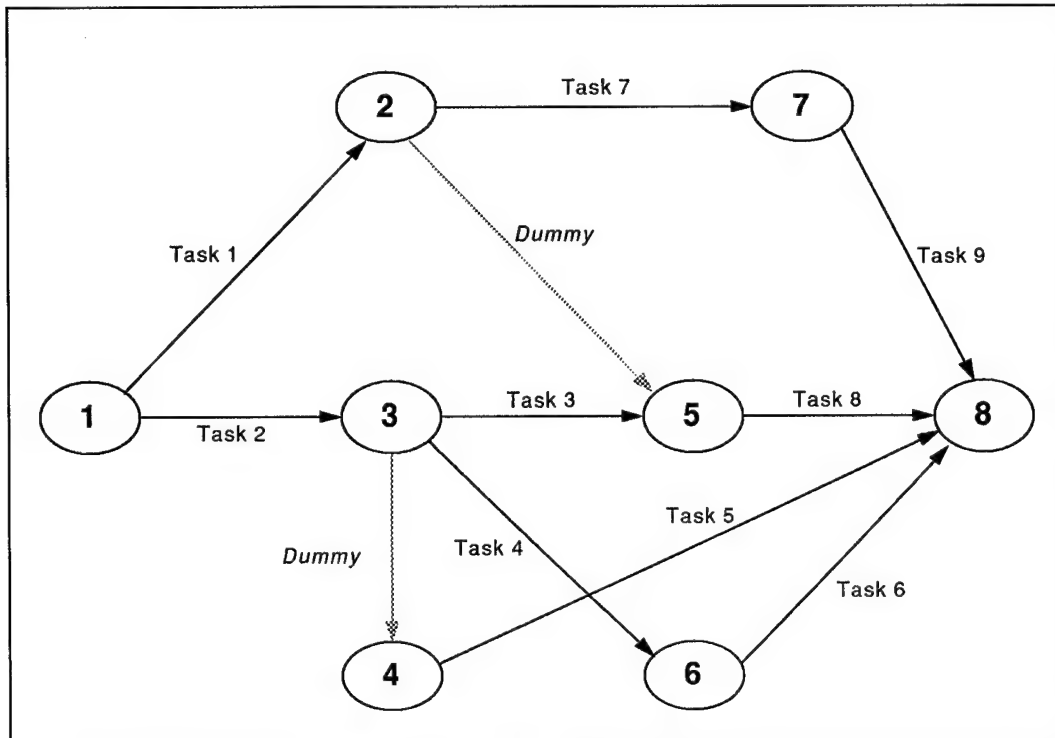 2
Task 7
7
Task 1
Dummy
Task 9
1
Task 2
3
Task 3
5
Task 8
8
Dummy
Task 4
Task 5
Task 6
4
6